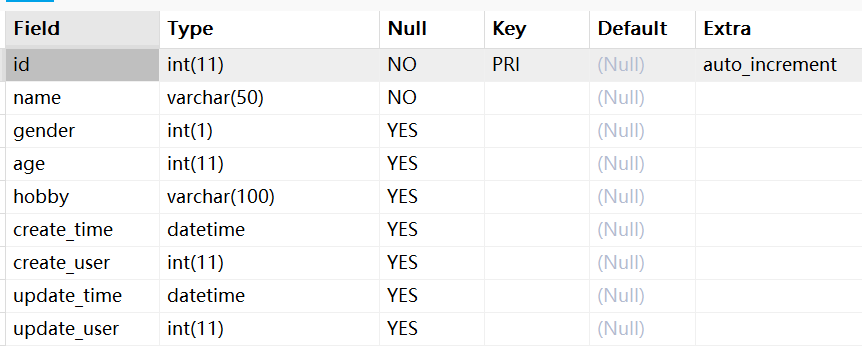 Field Type Null Key Default Extra
id int(11) NO PRI (Null) auto_increment
name varchar(50) NO (Null)
gender int(1) YES (Null)
age int(11) YES (Null)
hobby varchar(100) YES (Null)
create_time datetime YES (Null)
create_user int(11) YES (Null)
update_time datetime YES (Null)
update_user int(11) YES (Null)